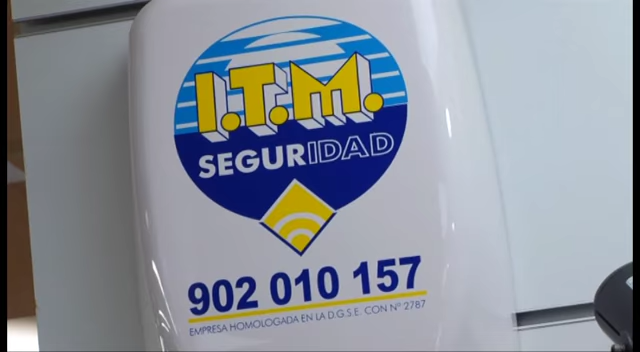 I.T.M.
SEGURIDAD
902 010 157
EMPRESA HOMOLOGADA EN LA D.G.S.E. CON Nº 2787